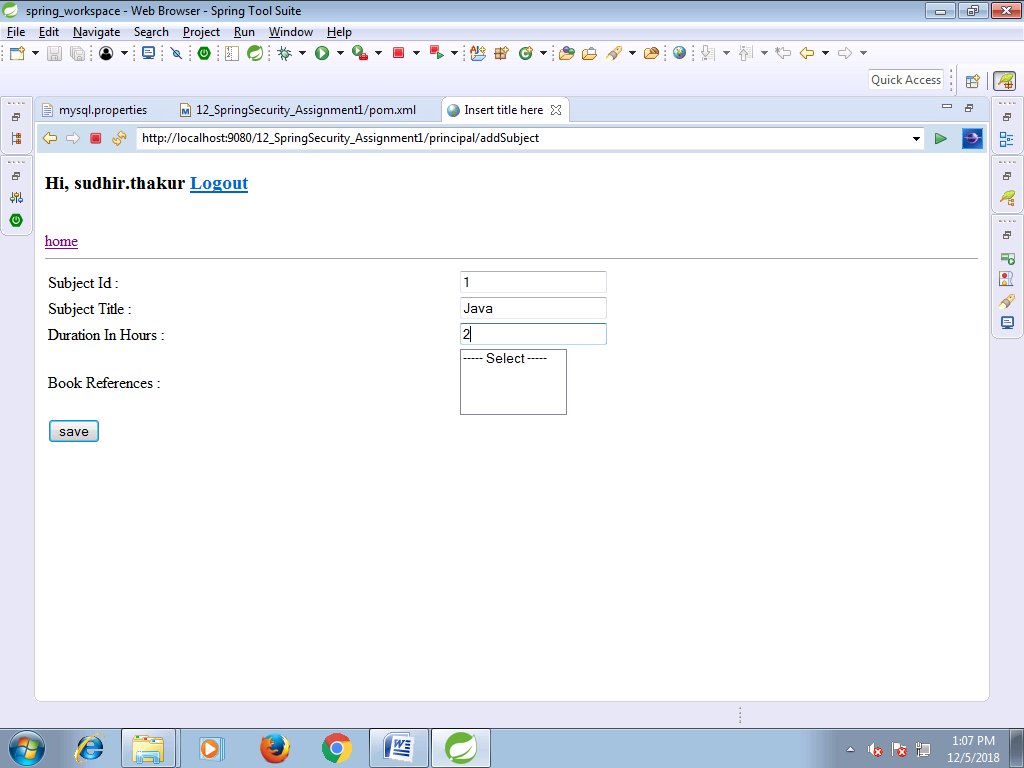 spring_workspace - Web Browser - Spring Tool Suite
File Edit Navigate Search Project Run Window Help
Quick Access
mysql.properties 12_SpringSecurity_Assignment1/pom.xml Insert title here
http://localhost:9080/12_SpringSecurity_Assignment1/principal/addSubject
Hi, sudhir.thakur Logout
home
Subject Id : 1
Subject Title : Java
Duration In Hours : 2
----- Select -----
Book References :
save
1:07 PM
12/5/2018